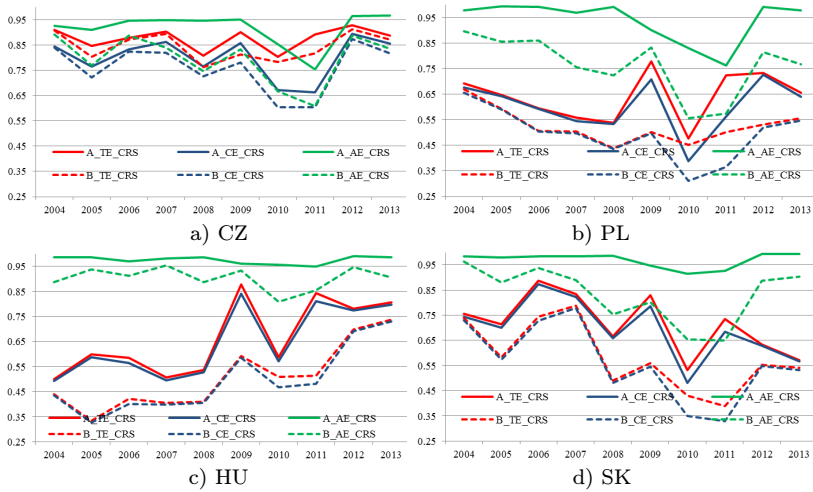 0.95
0.85
0.75
0.65
0.55
0.45
0.35
0.25
A_TE_CRS A_CE_CRS A_AE_CRS
B_TE_CRS B_CE_CRS B_AE_CRS
2004 2005 2006 2007 2008 2009 2010 2011 2012 2013
a) CZ
0.95
0.85
0.75
0.65
0.55
0.45
0.35
0.25
A_TE_CRS A_CE_CRS A_AE_CRS
B_TE_CRS B_CE_CRS B_AE_CRS
2004 2005 2006 2007 2008 2009 2010 2011 2012 2013
b) PL
0.95
0.85
0.75
0.65
0.55
0.45
0.35
0.25
A_TE_CRS A_CE_CRS A_AE_CRS
B_TE_CRS B_CE_CRS B_AE_CRS
2004 2005 2006 2007 2008 2009 2010 2011 2012 2013
c) HU
0.95
0.85
0.75
0.65
0.55
0.45
0.35
0.25
A_TE_CRS A_CE_CRS A_AE_CRS
B_TE_CRS B_CE_CRS B_AE_CRS
2004 2005 2006 2007 2008 2009 2010 2011 2012 2013
d) SK